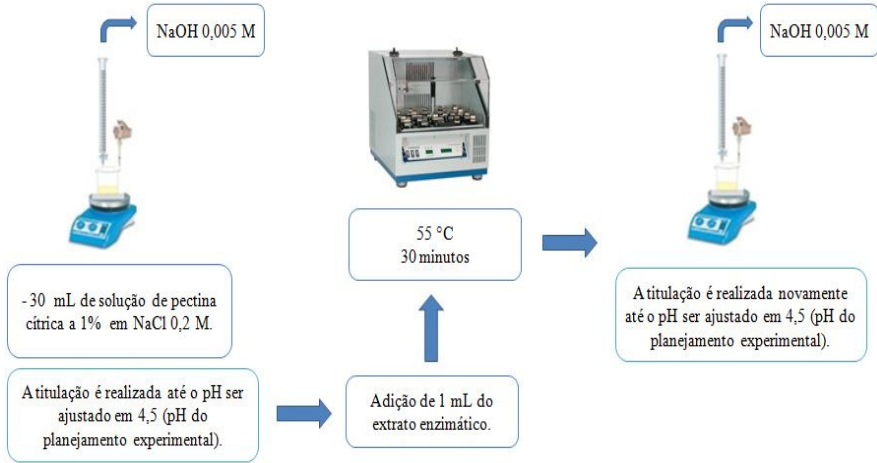 NaOH 0,005 M
- 30 mL de solução de pectina
cítrica a 1% em NaCl 0,2 M.
A titulação é realizada até o pH ser
ajustado em 4,5 (pH do
planejamento experimental).
Adição de 1 mL do
extrato enzimático.
55 °C
30 minutos
NaOH 0,005 M
A titulação é realizada novamente
até o pH ser ajustado em 4,5 (pH do
planejamento experimental).